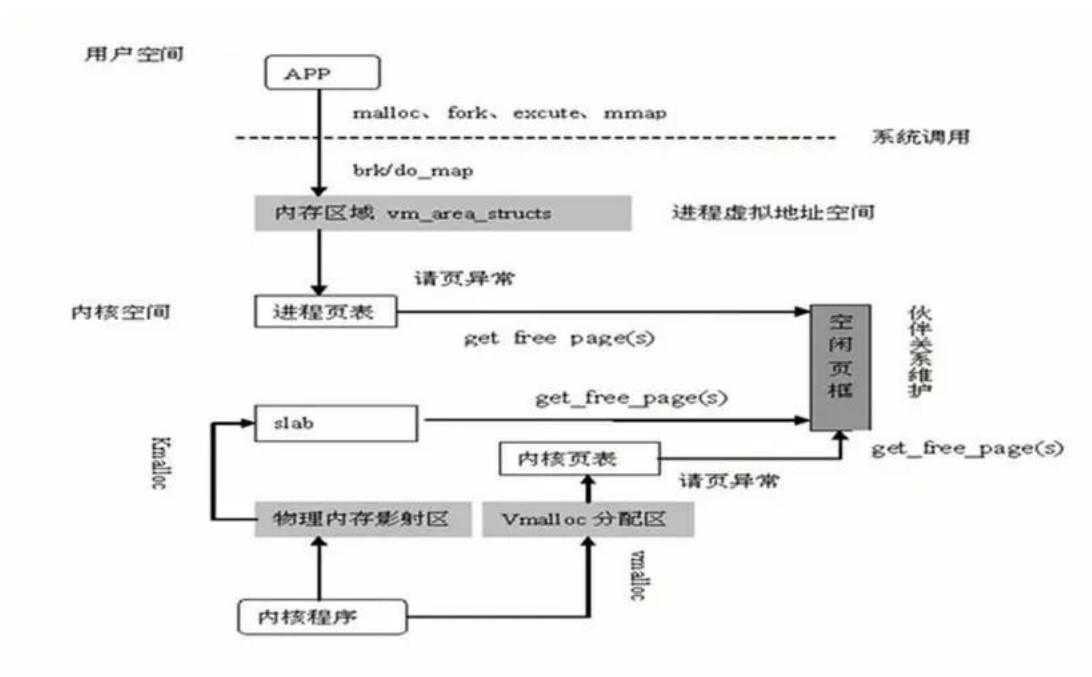 用户空间
APP
malloc、fork、excute、mmap
系统调用
brk/do_map
内存区域 vm_area_structs
进程虚拟地址空间
请页异常
内核空间
进程页表
get free page(s)
空闲页框
伙伴关系维护
get_free_page(s)
slab
Kmalloc
内核页表
get_free_page(s)
请页异常
物理内存影射区
Vmalloc 分配区
vmalloc
内核程序